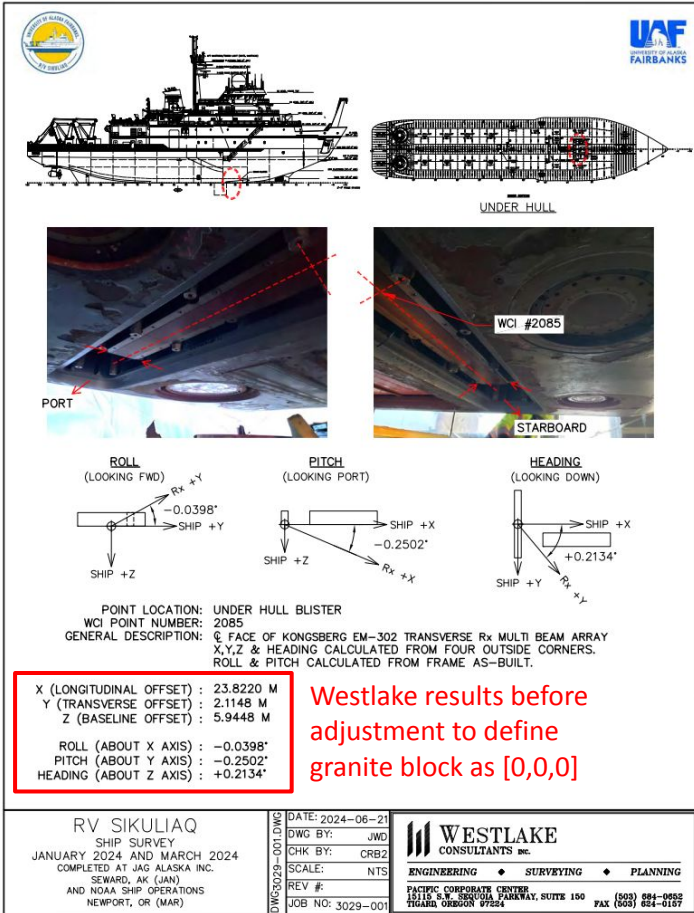 UNIVERSITY OF ALASKA FAIRBANKS
R/V SIKULIAQ
UAF
UNIVERSITY OF ALASKA
FAIRBANKS
UNDER HULL
WCI #2085
PORT
STARBOARD
ROLL
(LOOKING FWD)
Rx +Y
-0.0398°
SHIP +Y
SHIP +Z
PITCH
(LOOKING PORT)
SHIP +X
-0.2502°
SHIP +Z
Rx +X
HEADING
(LOOKING DOWN)
SHIP +X
+0.2134°
SHIP +Y
Rx +Y
POINT LOCATION: UNDER HULL BLISTER
WCI POINT NUMBER: 2085
GENERAL DESCRIPTION: ℄ FACE OF KONGSBERG EM-302 TRANSVERSE Rx MULTI BEAM ARRAY
X,Y,Z & HEADING CALCULATED FROM FOUR OUTSIDE CORNERS.
ROLL & PITCH CALCULATED FROM FRAME AS-BUILT.
X (LONGITUDINAL OFFSET) : 23.8220 M
Y (TRANSVERSE OFFSET) : 2.1148 M
Z (BASELINE OFFSET) : 5.9448 M
ROLL (ABOUT X AXIS) : -0.0398°
PITCH (ABOUT Y AXIS) : -0.2502°
HEADING (ABOUT Z AXIS) : +0.2134°
Westlake results before
adjustment to define
granite block as [0,0,0]
RV SIKULIAQ
SHIP SURVEY
JANUARY 2024 AND MARCH 2024
COMPLETED AT JAG ALASKA INC.
SEWARD, AK (JAN)
AND NOAA SHIP OPERATIONS
NEWPORT, OR (MAR)
DWG3029-001.DWG
DATE: 2024-06-21
DWG BY: JWD
CHK BY: CRB2
SCALE: NTS
REV #:
JOB NO: 3029-001
WESTLAKE
CONSULTANTS INC.
ENGINEERING ◆ SURVEYING ◆ PLANNING
PACIFIC CORPORATE CENTER
15115 S.W. SEQUOIA PARKWAY, SUITE 150 (503) 684-0652
TIGARD, OREGON 97224 FAX (503) 624-0157